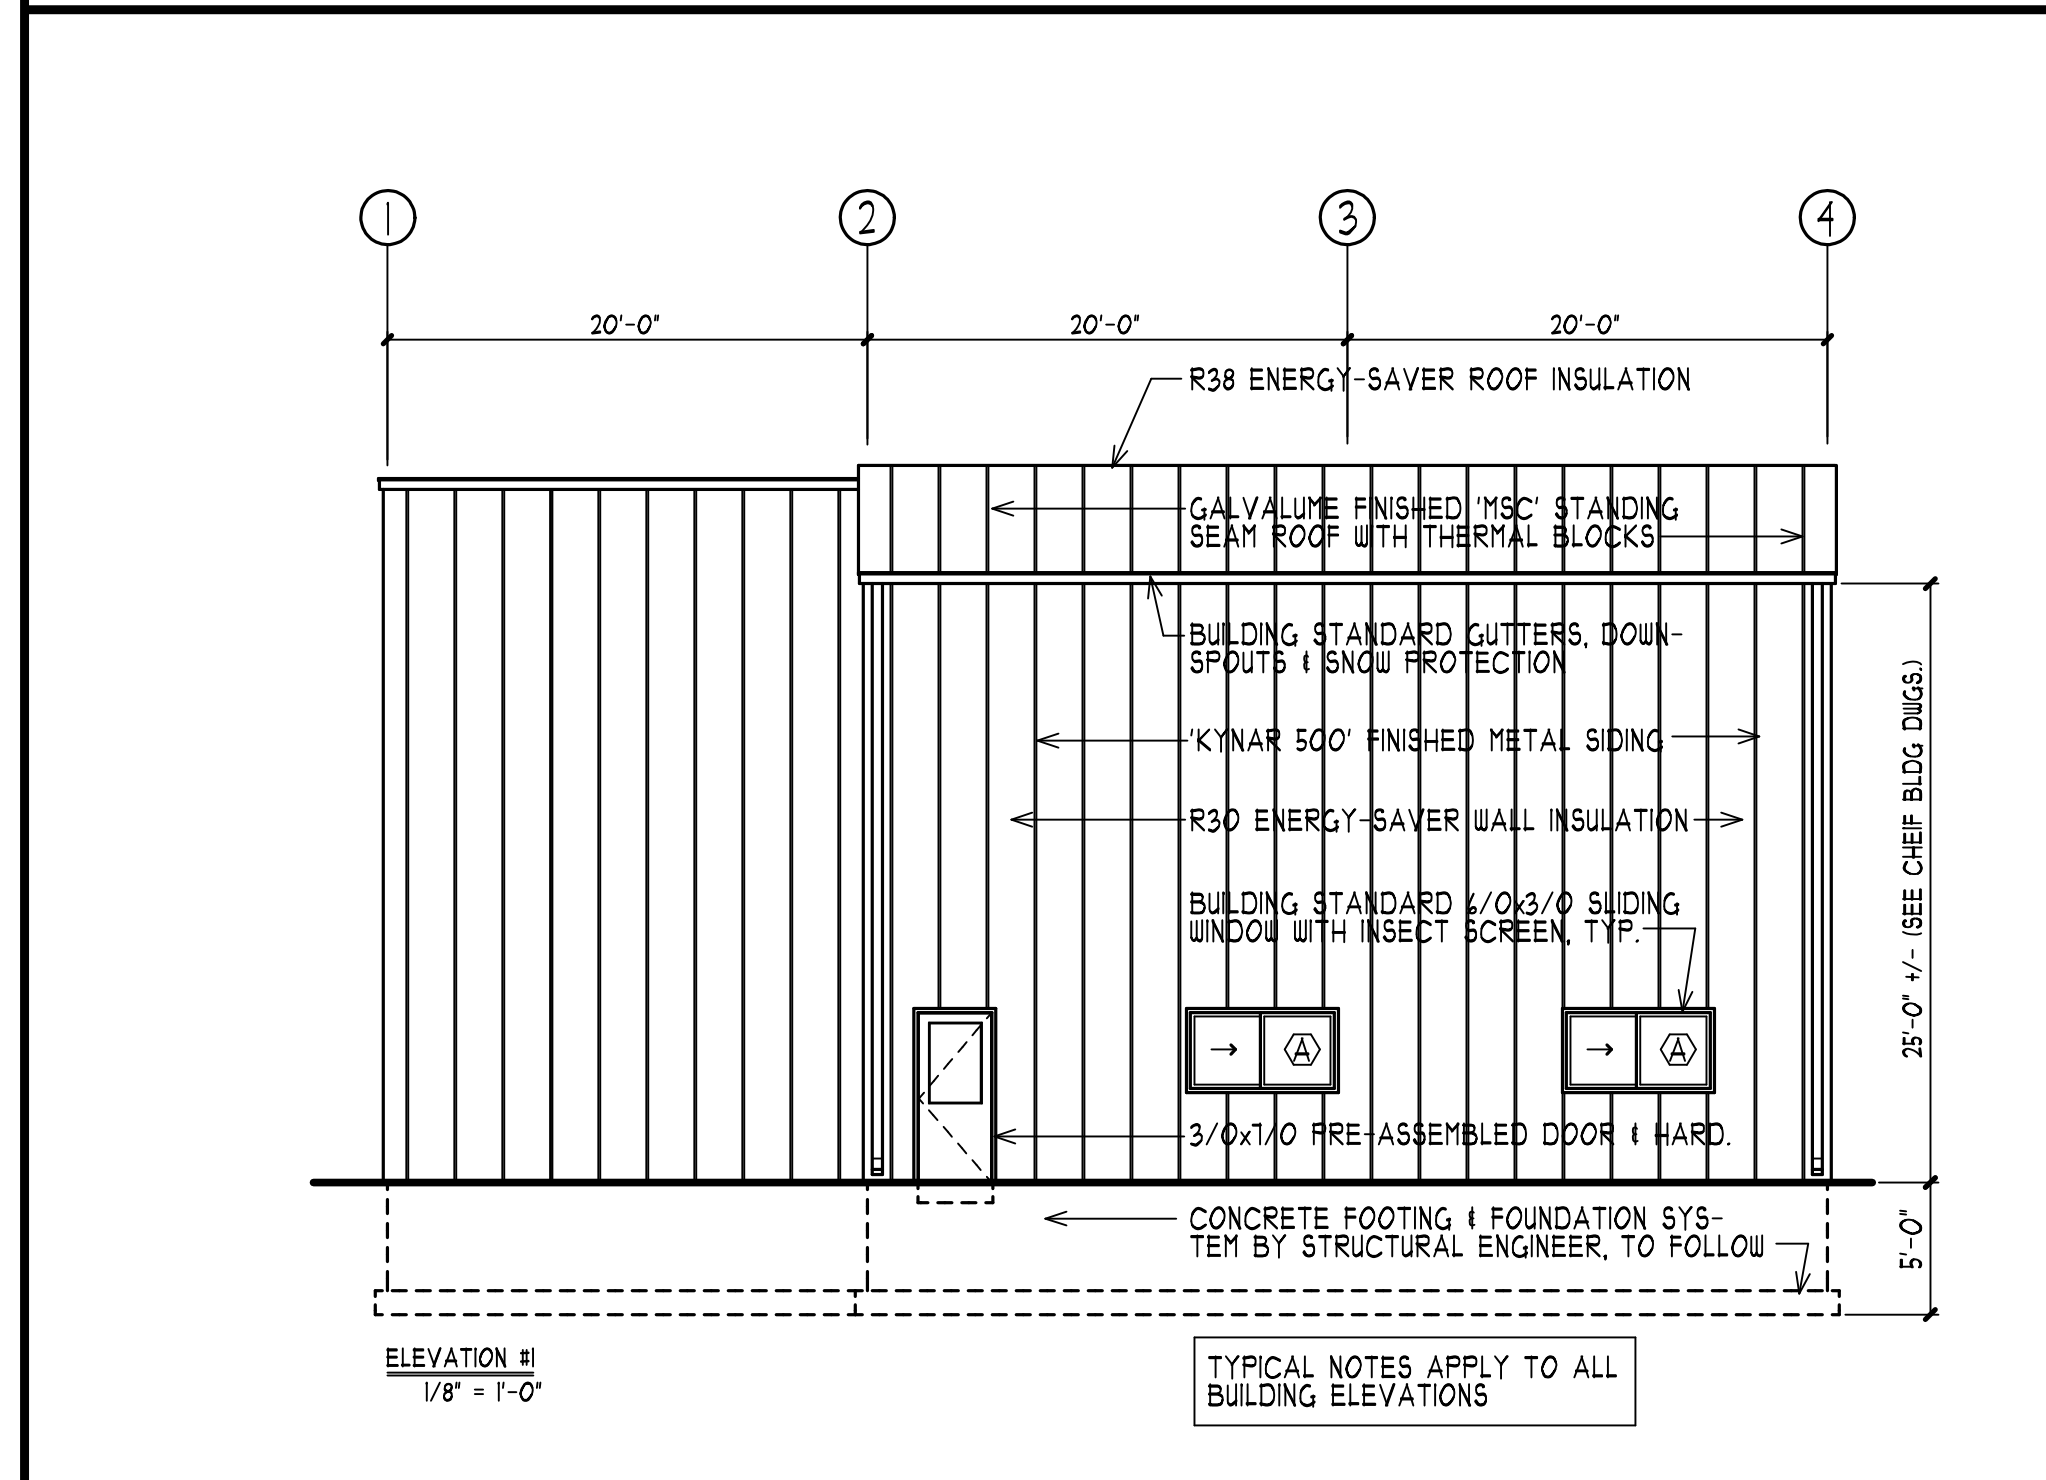 1
2
3
4
20'-0"
20'-0"
20'-0"
R38 ENERGY-SAVER ROOF INSULATION
GALVALUME FINISHED 'MSC' STANDING
SEAM ROOF WITH THERMAL BLOCKS
BUILDING STANDARD GUTTERS, DOWN-
SPOUTS & SNOW PROTECTION
'KYNAR 500' FINISHED METAL SIDING
R30 ENERGY-SAVER WALL INSULATION
BUILDING STANDARD 6/0x3/0 SLIDING
WINDOW WITH INSECT SCREEN, TYP.
25'-0" +/- (SEE CHEIF BLDG DWGS.)
A
A
3/0x7/0 PRE-ASSEMBLED DOOR & HARD.
CONCRETE FOOTING & FOUNDATION SYS-
TEM BY STRUCTURAL ENGINEER, TO FOLLOW
5'-0"
ELEVATION #1
1/8" = 1'-0"
TYPICAL NOTES APPLY TO ALL
BUILDING ELEVATIONS